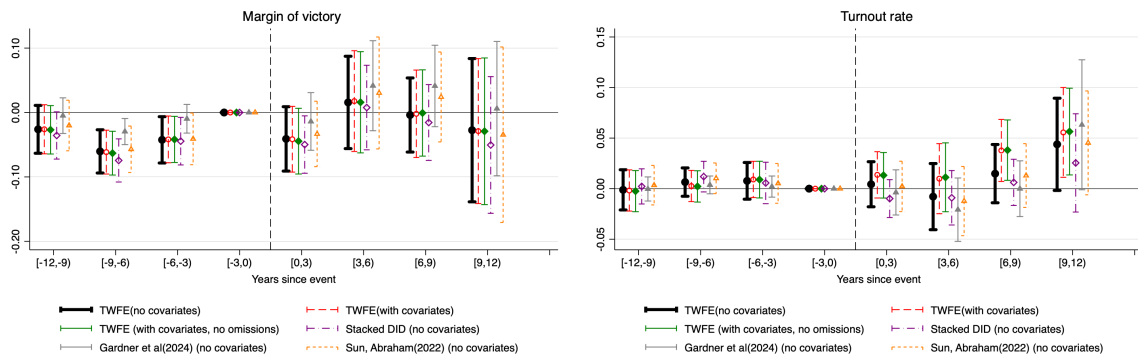 Margin of victory
0.10
0.00
-0.10
-0.20
[-12,-9) [-9,-6) [-6,-3) [-3,0) [0,3) [3,6) [6,9) [9,12)
Years since event
TWFE(no covariates) TWFE(with covariates)
TWFE (with covariates, no omissions) Stacked DID (no covariates)
Gardner et al(2024) (no covariates) Sun, Abraham(2022) (no covariates)
Turnout rate
0.15
0.10
0.05
0.00
-0.05
[-12,-9) [-9,-6) [-6,-3) [-3,0) [0,3) [3,6) [6,9) [9,12)
Years since event
TWFE(no covariates) TWFE(with covariates)
TWFE (with covariates, no omissions) Stacked DID (no covariates)
Gardner et al(2024) (no covariates) Sun, Abraham(2022) (no covariates)